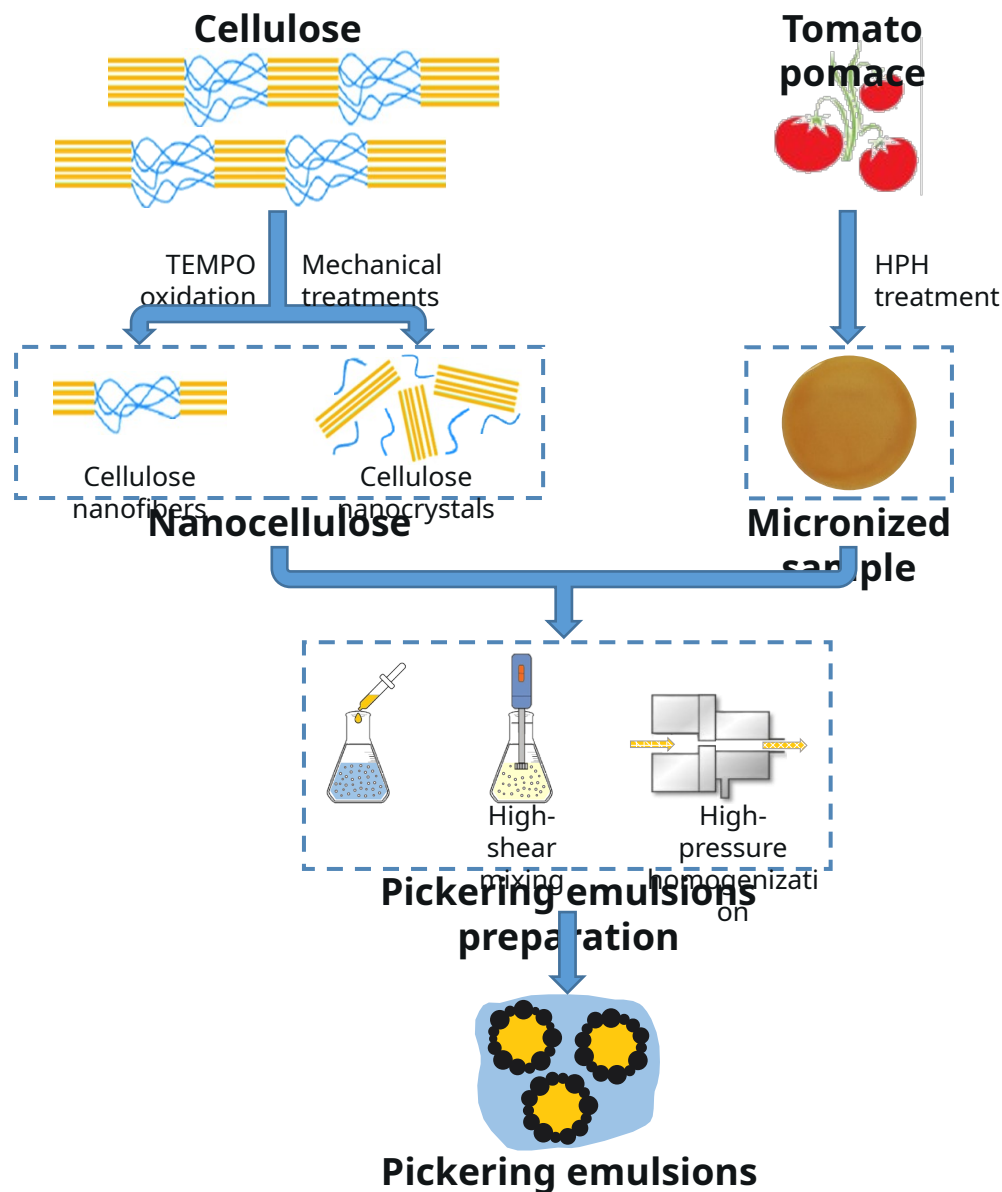 Cellulose
Tomato
pomace
TEMPO
oxidation
Mechanical
treatments
HPH
treatment
Cellulose
nanofibers
Cellulose
nanocrystals
Nanocellulose
Micronized
sample
High-
shear
mixing
High-
pressure
homogenizati
on
Pickering emulsions
preparation
Pickering emulsions